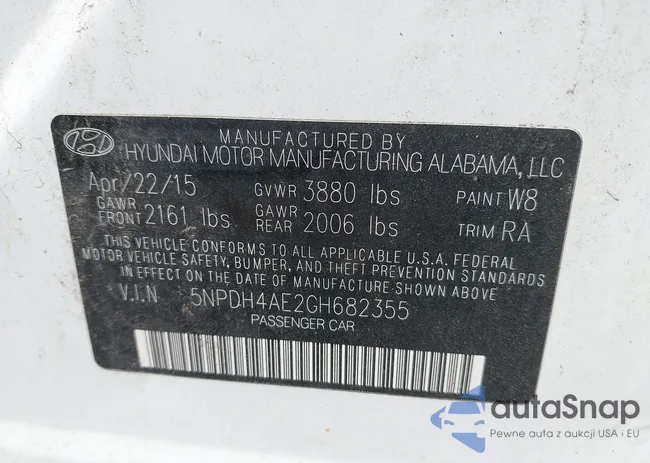 MANUFACTURED BY
HYUNDAI MOTOR MANUFACTURING ALABAMA, LLC
Apr/22/15 GVWR 3880 lbs PAINT W8
GAWR FRONT 2161 lbs GAWR REAR 2006 lbs TRIM RA
THIS VEHICLE CONFORMS TO ALL APPLICABLE U.S.A. FEDERAL
MOTOR VEHICLE SAFETY, BUMPER, AND THEFT PREVENTION STANDARDS
IN EFFECT ON THE DATE OF MANUFACTURE SHOWN ABOVE.
V.I.N 5NPDH4AE2GH682355
PASSENGER CAR
autaSnap
Pewne auta z aukcji USA i EU